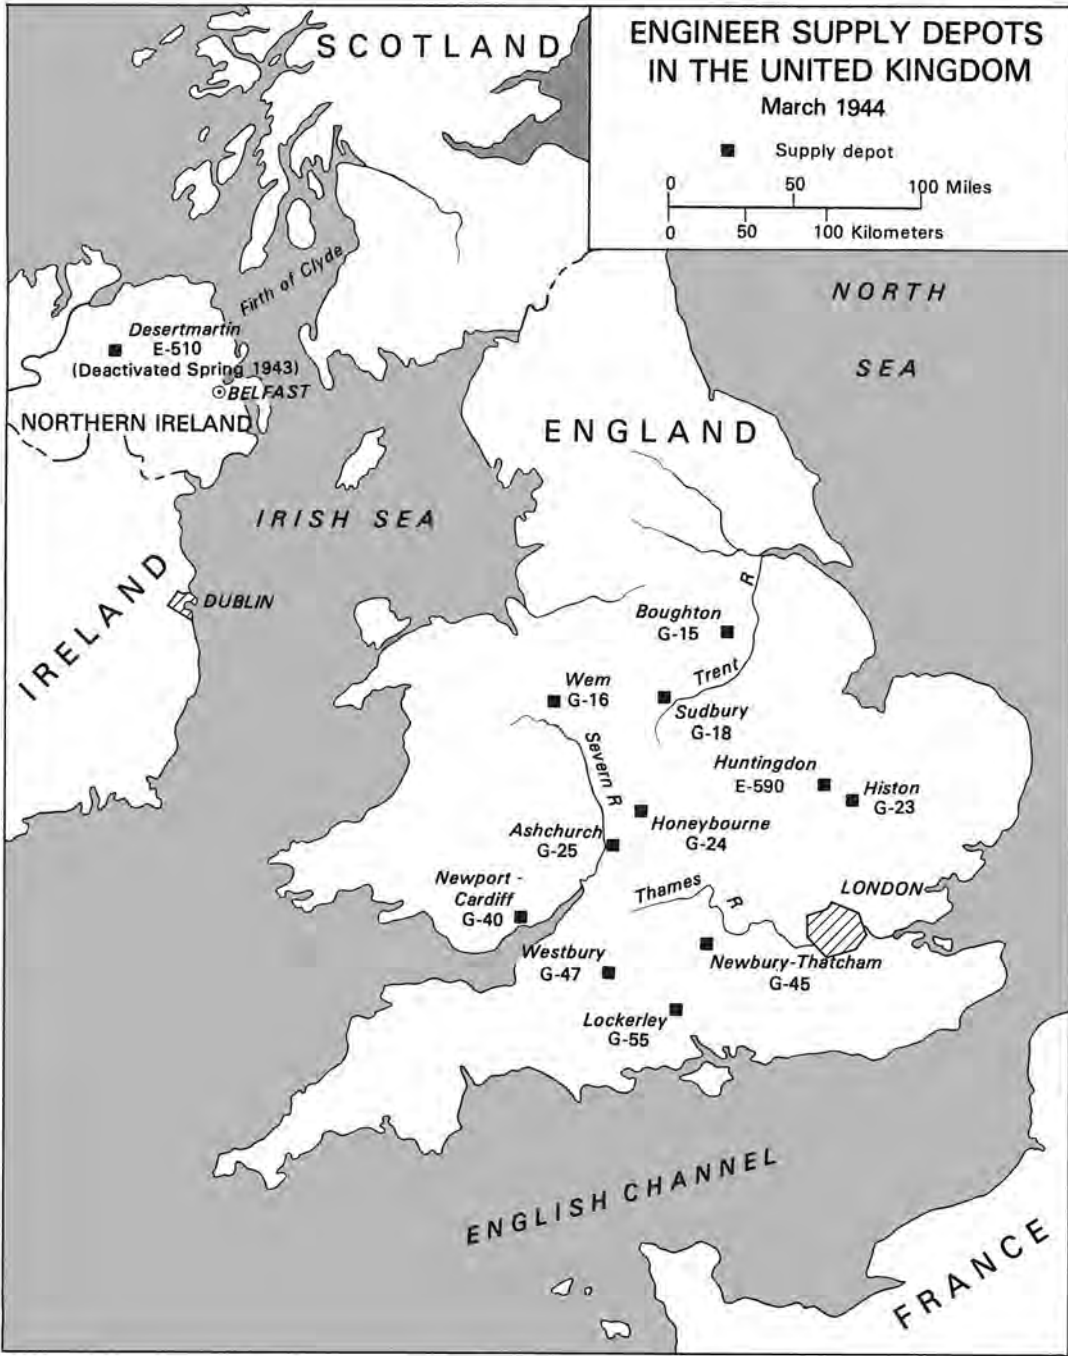 SCOTLAND
ENGINEER SUPPLY DEPOTS
IN THE UNITED KINGDOM
March 1944
Supply depot
0 50 100 Miles
0 50 100 Kilometers
Firth of Clyde
NORTH
SEA
Desertmartin
E-510
(Deactivated Spring 1943)
BELFAST
NORTHERN IRELAND
ENGLAND
IRISH SEA
IRELAND
DUBLIN
Boughton
G-15
Trent R
Wem
G-16
Sudbury
G-18
Severn R
Huntingdon
E-590
Histon
G-23
Honeybourne
G-24
Ashchurch
G-25
Newport -
Cardiff
G-40
Thames R
LONDON
Westbury
G-47
Newbury-Thatcham
G-45
Lockerley
G-55
ENGLISH CHANNEL
FRANCE